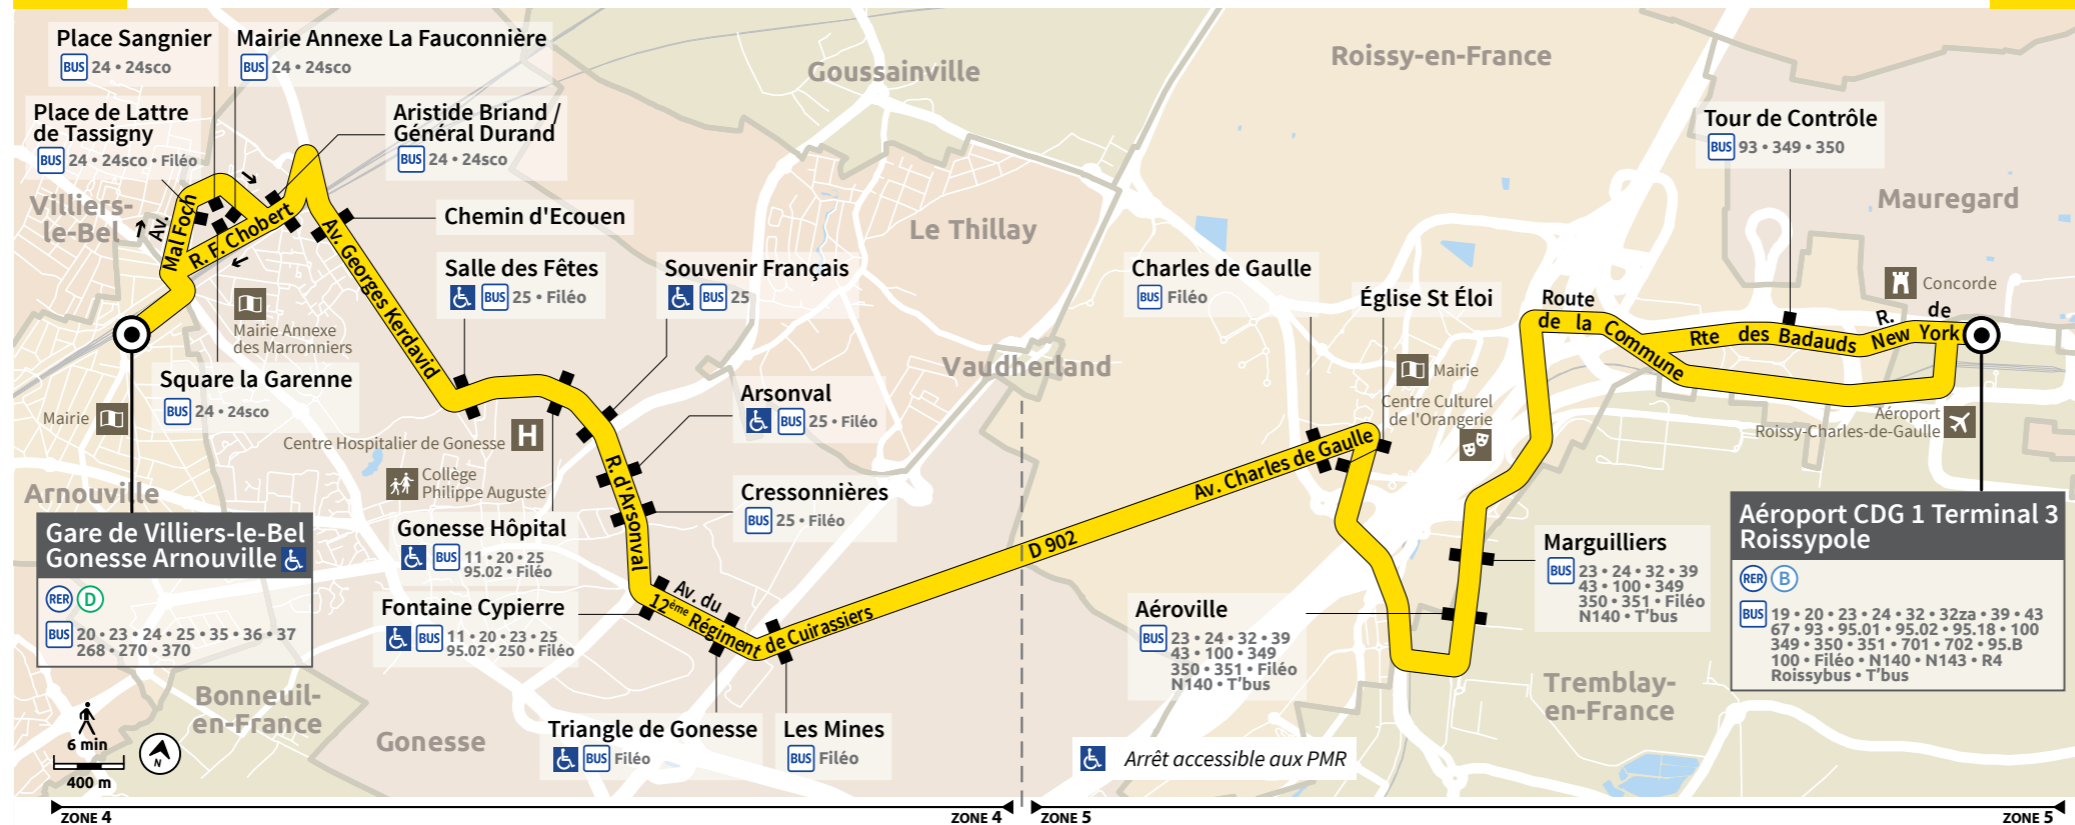 Place Sangnier
BUS 24 • 24sco
Mairie Annexe La Fauconnière
BUS 24 • 24sco
Place de Lattre
de Tassigny
BUS 24 • 24sco • Filéo
Aristide Briand /
Général Durand
BUS 24 • 24sco
Goussainville
Roissy-en-France
Tour de Contrôle
BUS 93 • 349 • 350
Villiers-
le-Bel
Av.
Mal Foch
R. F. Chobert
Chemin d'Ecouen
Av. Georges Kerdavid
Le Thillay
Mauregard
Salle des Fêtes
BUS 25 • Filéo
Souvenir Français
BUS 25
Charles de Gaulle
BUS Filéo
Église St Éloi
Concorde
Route
de la Commune
Rte des Badauds
R. de
New York
Mairie Annexe
des Marronniers
Square la Garenne
BUS 24 • 24sco
Mairie
Vaudherland
Arsonval
BUS 25 • Filéo
Mairie
Centre Culturel
de l'Orangerie
Aéroport
Roissy-Charles-de-Gaulle
Centre Hospitalier de Gonesse H
Collège
Philippe Auguste
R. d'Arsonval
Av. Charles de Gaulle
Arnouville
Cressonnières
BUS 25 • Filéo
Gare de Villiers-le-Bel
Gonesse Arnouville
RER D
BUS 20 • 23 • 24 • 25 • 35 • 36 • 37
268 • 270 • 370
Gonesse Hôpital
BUS 11 • 20 • 25
95.02 • Filéo
D 902
Aéroport CDG 1 Terminal 3
Roissypole
RER B
BUS 19 • 20 • 23 • 24 • 32 • 32za • 39 • 43
67 • 93 • 95.01 • 95.02 • 95.18 • 100
349 • 350 • 351 • 701 • 702 • 95.B
100 • Filéo • N140 • N143 • R4
Roissybus • T'bus
Marguilliers
BUS 23 • 24 • 32 • 39
43 • 100 • 349
350 • 351 • Filéo
N140 • T'bus
Fontaine Cypierre
BUS 11 • 20 • 23 • 25
95.02 • 250 • Filéo
Av. du
12ème Régiment de Cuirassiers
Aéroville
BUS 23 • 24 • 32 • 39
43 • 100 • 349
350 • 351 • Filéo
N140 • T'bus
Bonneuil-
en-France
Gonesse
Tremblay-
en-France
Triangle de Gonesse
BUS Filéo
Les Mines
BUS Filéo
6 min
400 m
N
Arrêt accessible aux PMR
ZONE 4
ZONE 4
ZONE 5
ZONE 5